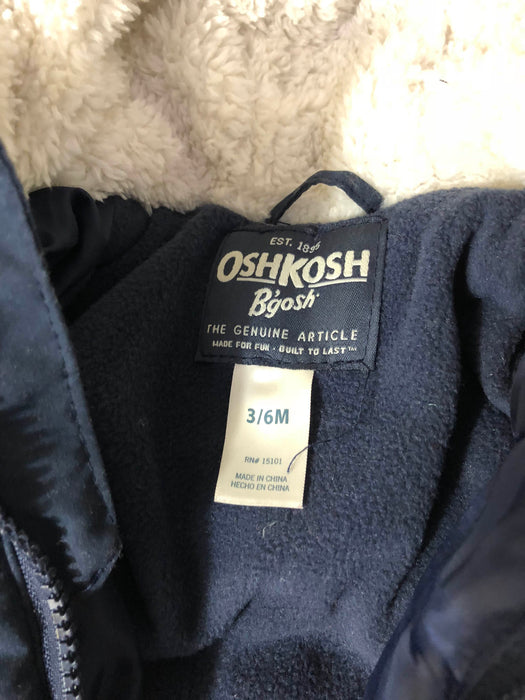 EST. 1895
OSHKOSH
B'gosh
THE GENUINE ARTICLE
MADE FOR FUN · BUILT TO LAST™
3/6M
RN# 15101
MADE IN CHINA
HECHO EN CHINA